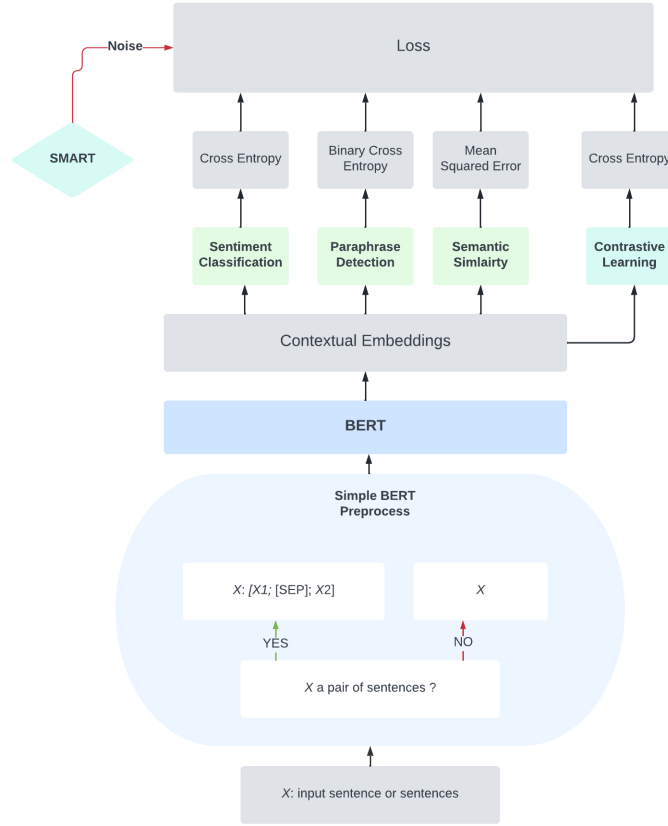 Noise
Loss
SMART
Cross Entropy
Binary Cross
Entropy
Mean
Squared Error
Cross Entropy
Sentiment
Classification
Paraphrase
Detection
Semantic
Simlairty
Contrastive
Learning
Contextual Embeddings
BERT
Simple BERT
Preprocess
X: [X1; [SEP]; X2]
X
YES
NO
X a pair of sentences ?
X: input sentence or sentences